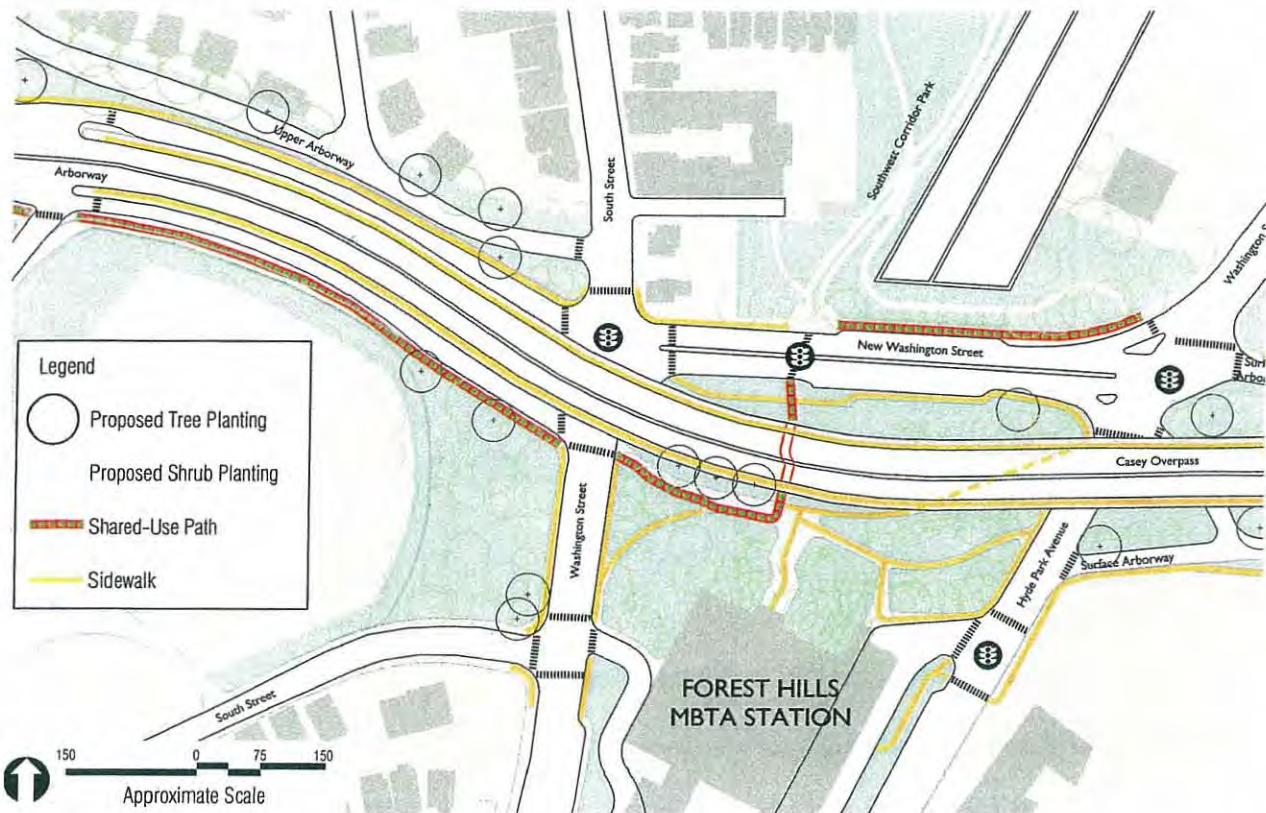 Upper Arborway
Arborway
South Street
Southwest Corridor Park
New Washington Street
Casey Overpass
Legend
Proposed Tree Planting
Proposed Shrub Planting
Shared-Use Path
Sidewalk
Washington Street
Hyde Park Avenue
Surface Arborway
South Street
FOREST HILLS
MBTA STATION
150 0 75 150
Approximate Scale